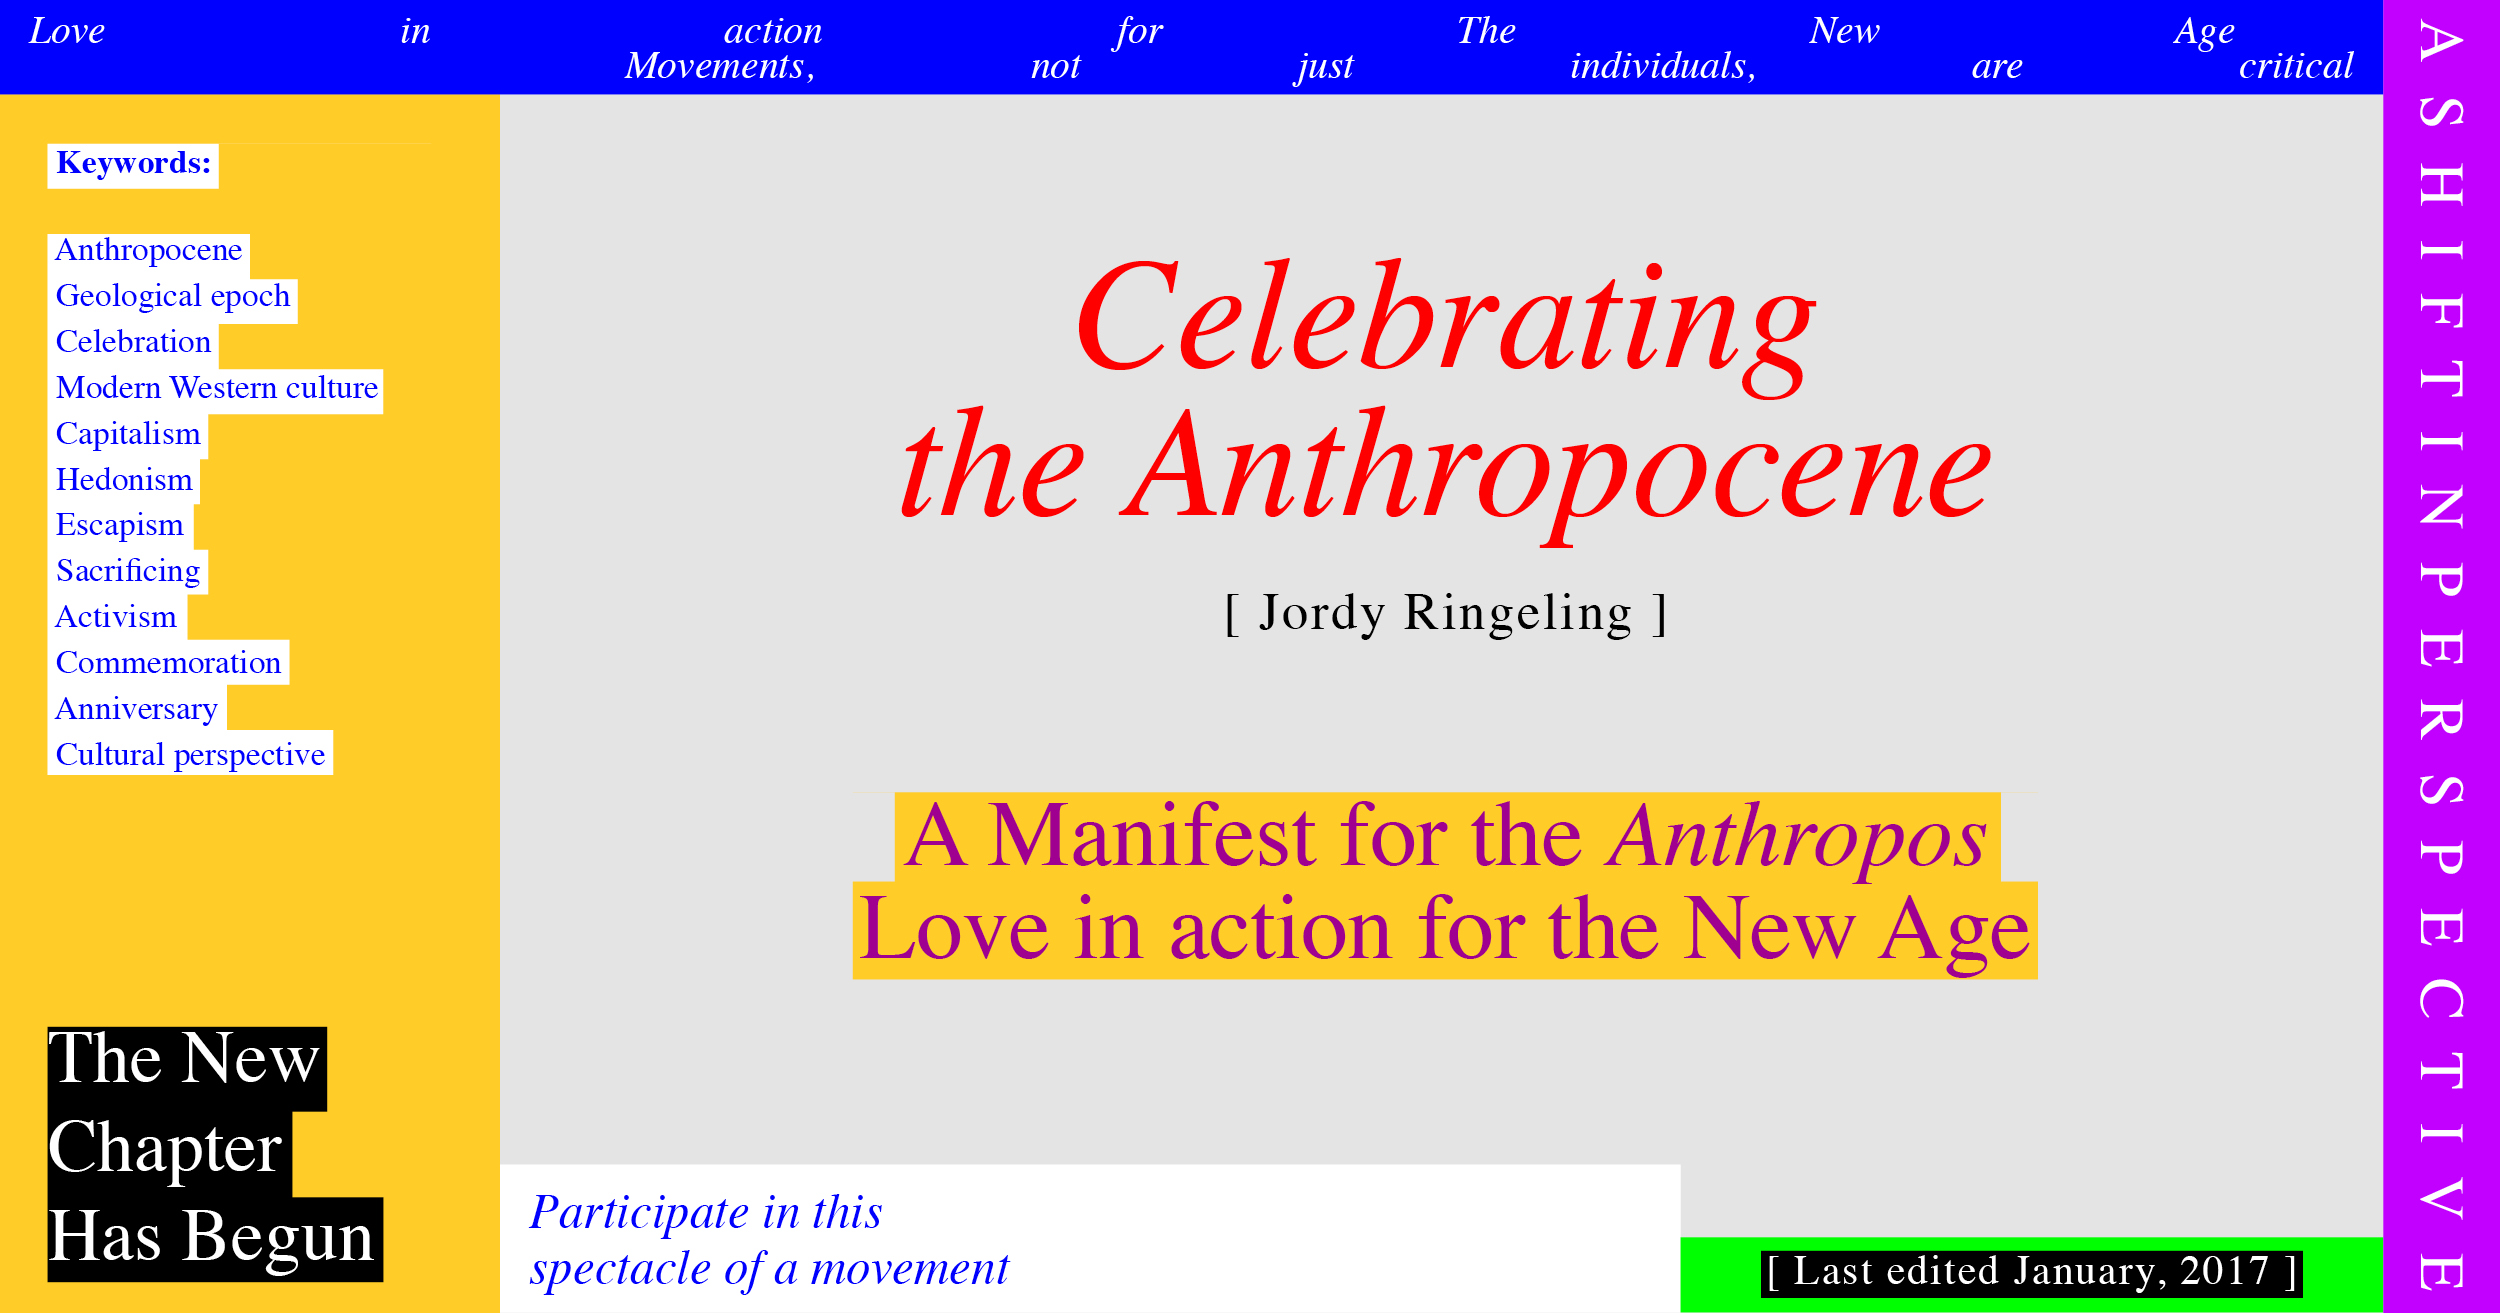 Love in action for The New Age
Movements, not just individuals, are critical
Keywords:
Anthropocene
Geological epoch
Celebration
Modern Western culture
Capitalism
Hedonism
Escapism
Sacrificing
Activism
Commemoration
Anniversary
Cultural perspective
The New
Chapter
Has Begun
Celebrating
the Anthropocene
[ Jordy Ringeling ]
A Manifest for the Anthropos
Love in action for the New Age
Participate in this
spectacle of a movement
[ Last edited January, 2017 ]
A SHIFT IN PERSPECTIVE